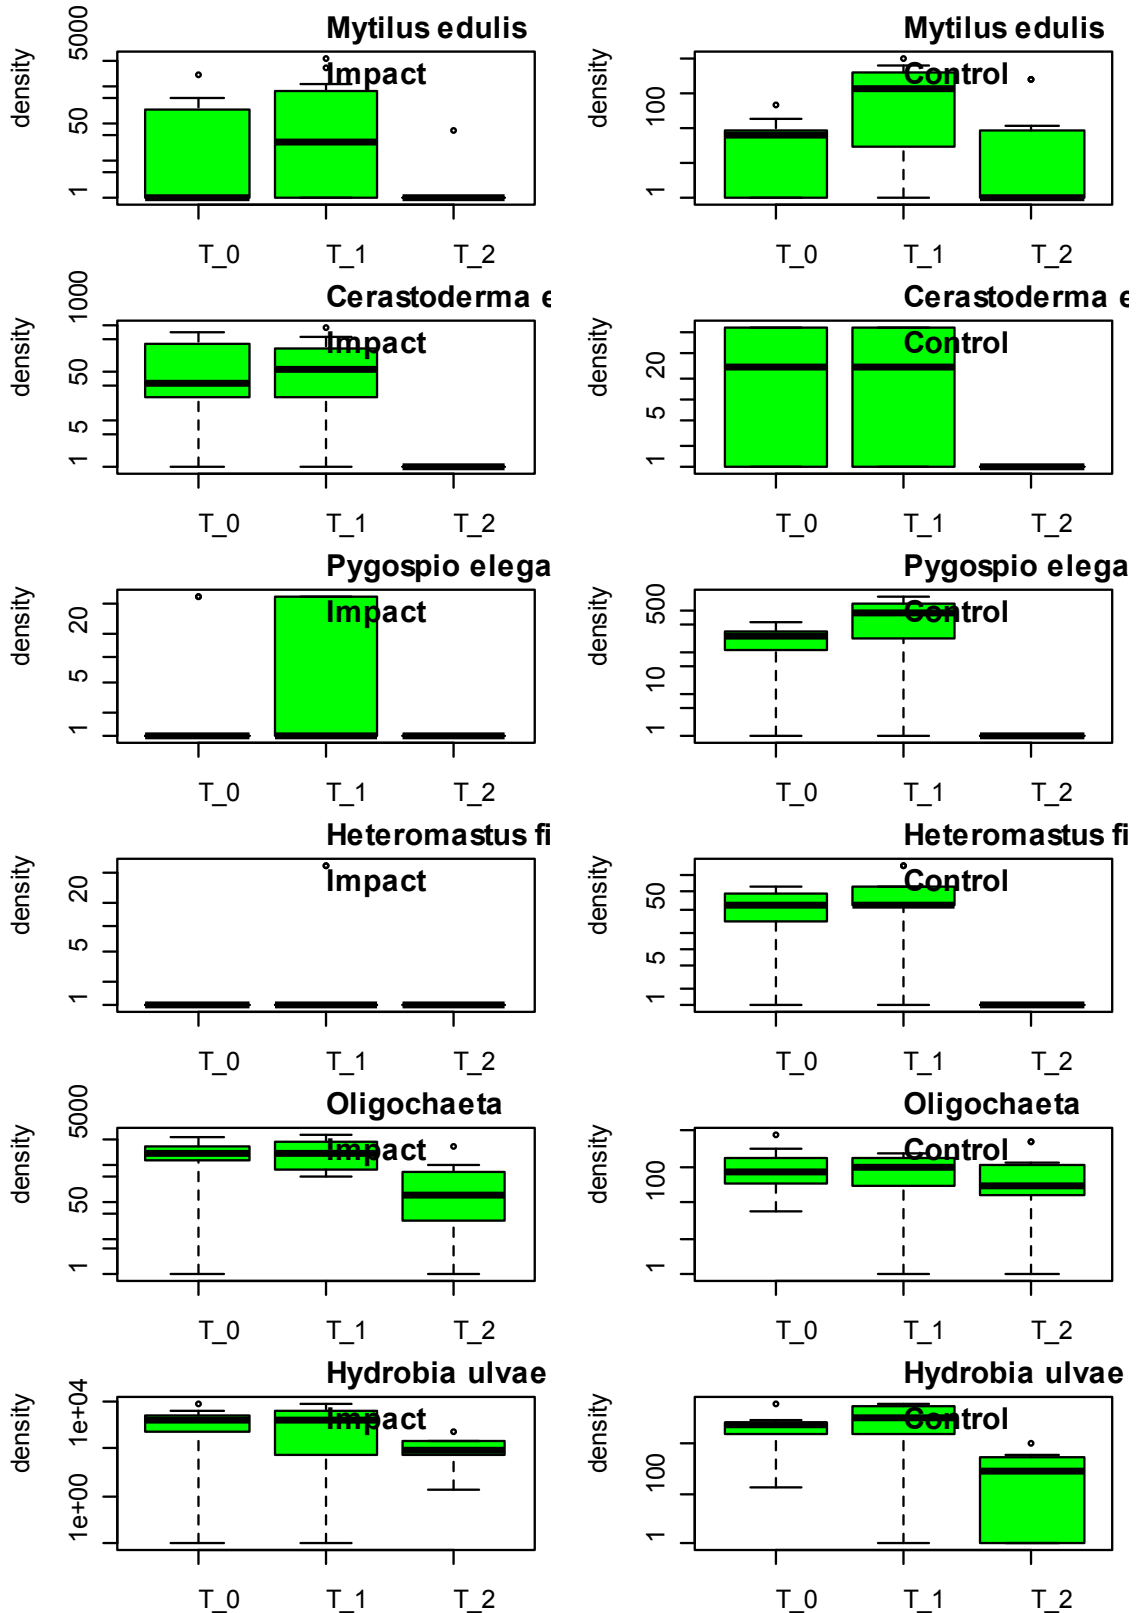 Mytilus edulis
Impact
density
5000
50
1
T_0 T_1 T_2
Mytilus edulis
Control
density
100
1
T_0 T_1 T_2
Cerastoderma e
Impact
density
1000
50
5
1
T_0 T_1 T_2
Cerastoderma e
Control
density
20
5
1
T_0 T_1 T_2
Pygospio elega
Impact
density
20
5
1
T_0 T_1 T_2
Pygospio elega
Control
density
500
10
1
T_0 T_1 T_2
Heteromastus fi
Impact
density
20
5
1
T_0 T_1 T_2
Heteromastus fi
Control
density
50
5
1
T_0 T_1 T_2
Oligochaeta
Impact
density
5000
50
1
T_0 T_1 T_2
Oligochaeta
Control
density
100
1
T_0 T_1 T_2
Hydrobia ulvae
Impact
density
1e+04
1e+00
T_0 T_1 T_2
Hydrobia ulvae
Control
density
100
1
T_0 T_1 T_2